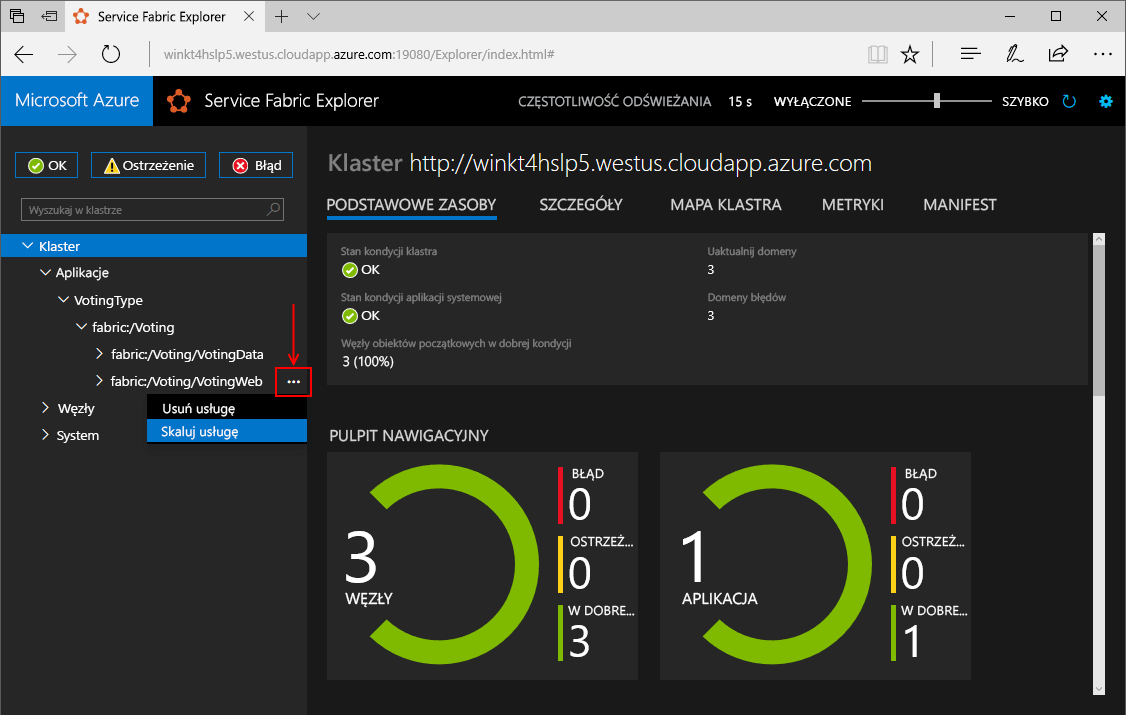 Service Fabric Explorer
winkt4hslp5.westus.cloudapp.azure.com:19080/Explorer/index.html#
Microsoft Azure
Service Fabric Explorer
CZĘSTOTLIWOŚĆ ODŚWIEŻANIA 15 s WYŁĄCZONE SZYBKO
OK Ostrzeżenie Błąd
Wyszukaj w klastrze
Klaster
Aplikacje
VotingType
fabric:/Voting
fabric:/Voting/VotingData
fabric:/Voting/VotingWeb
Usuń usługę
Skaluj usługę
Węzły
System
Klaster http://winkt4hslp5.westus.cloudapp.azure.com
PODSTAWOWE ZASOBY SZCZEGÓŁY MAPA KLASTRA METRYKI MANIFEST
Stan kondycji klastra
OK
Uaktualnij domeny
3
Stan kondycji aplikacji systemowej
OK
Domeny błędów
3
Węzły obiektów początkowych w dobrej kondycji
3 (100%)
PULPIT NAWIGACYJNY
3
WĘZŁY
BŁĄD
0
OSTRZEŻ...
0
W DOBRE...
3
1
APLIKACJA
BŁĄD
0
OSTRZEŻ...
0
W DOBRE...
1